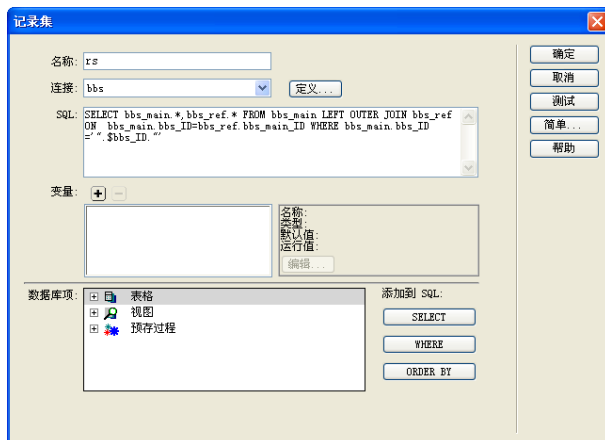 记录集
名称: rs
连接: bbs 定义...
SQL: SELECT bbs_main.*,bbs_ref.* FROM bbs_main LEFT OUTER JOIN bbs_ref
ON bbs_main.bbs_ID=bbs_ref.bbs_main_ID WHERE bbs_main.bbs_ID
='".$bbs_ID."'
变量:
名称:
类型:
默认值:
运行值:
编辑...
数据库项:
表格
视图
预存过程
添加到 SQL:
SELECT
WHERE
ORDER BY
确定
取消
测试
简单...
帮助